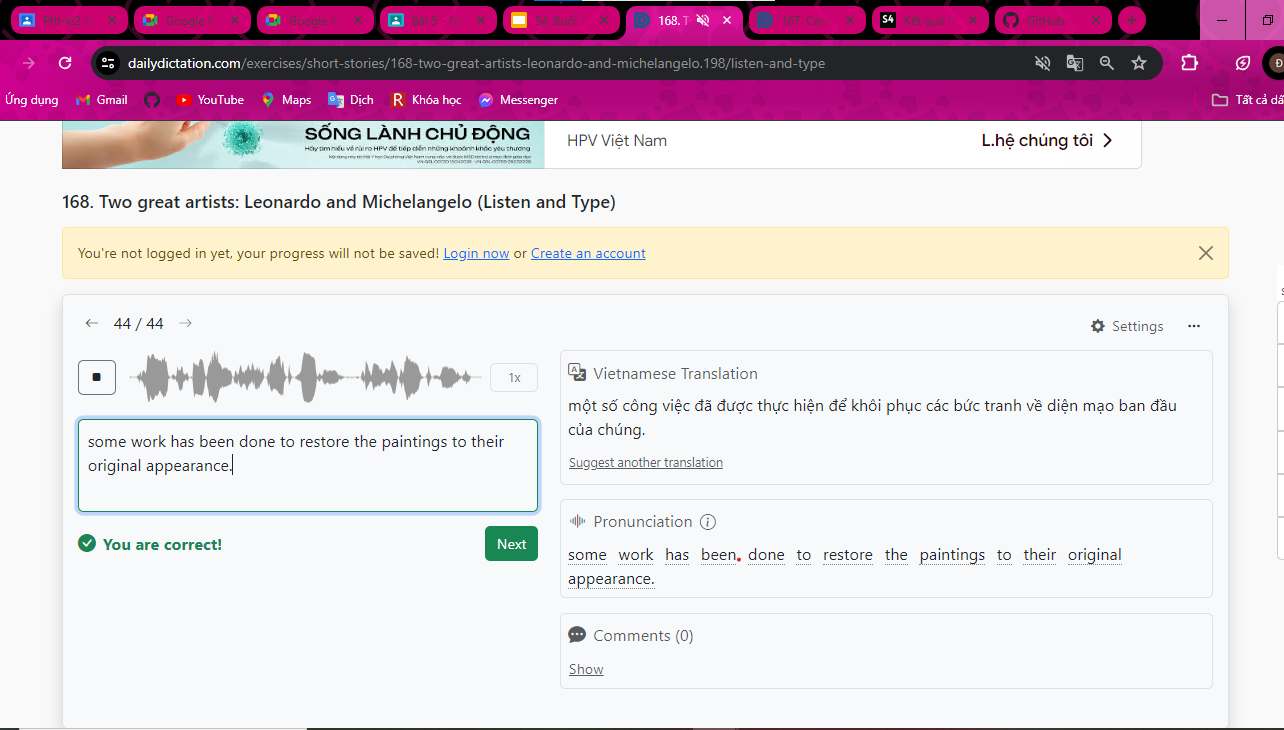 Google
Google
Bài 5 - N
54. Buổi
168. T
167. Can
S4 Kết quả
GitHub
dailydictation.com/exercises/short-stories/168-two-great-artists-leonardo-and-michelangelo.198/listen-and-type
Ứng dụng Gmail YouTube Maps Dịch Khóa học Messenger Tất cả dấ
SỐNG LÀNH CHỦ ĐỘNG
Hãy tìm hiểu về rủi ro HPV để tiếp diễn những khoảnh khắc yêu thương
HPV Việt Nam L.hệ chúng tôi
168. Two great artists: Leonardo and Michelangelo (Listen and Type)
You're not logged in yet, your progress will not be saved! Login now or Create an account
44 / 44 Settings
1x
some work has been done to restore the paintings to their
original appearance.
You are correct! Next
Vietnamese Translation
một số công việc đã được thực hiện để khôi phục các bức tranh về diện mạo ban đầu
của chúng.
Suggest another translation
Pronunciation
some work has been done to restore the paintings to their original
appearance.
Comments (0)
Show